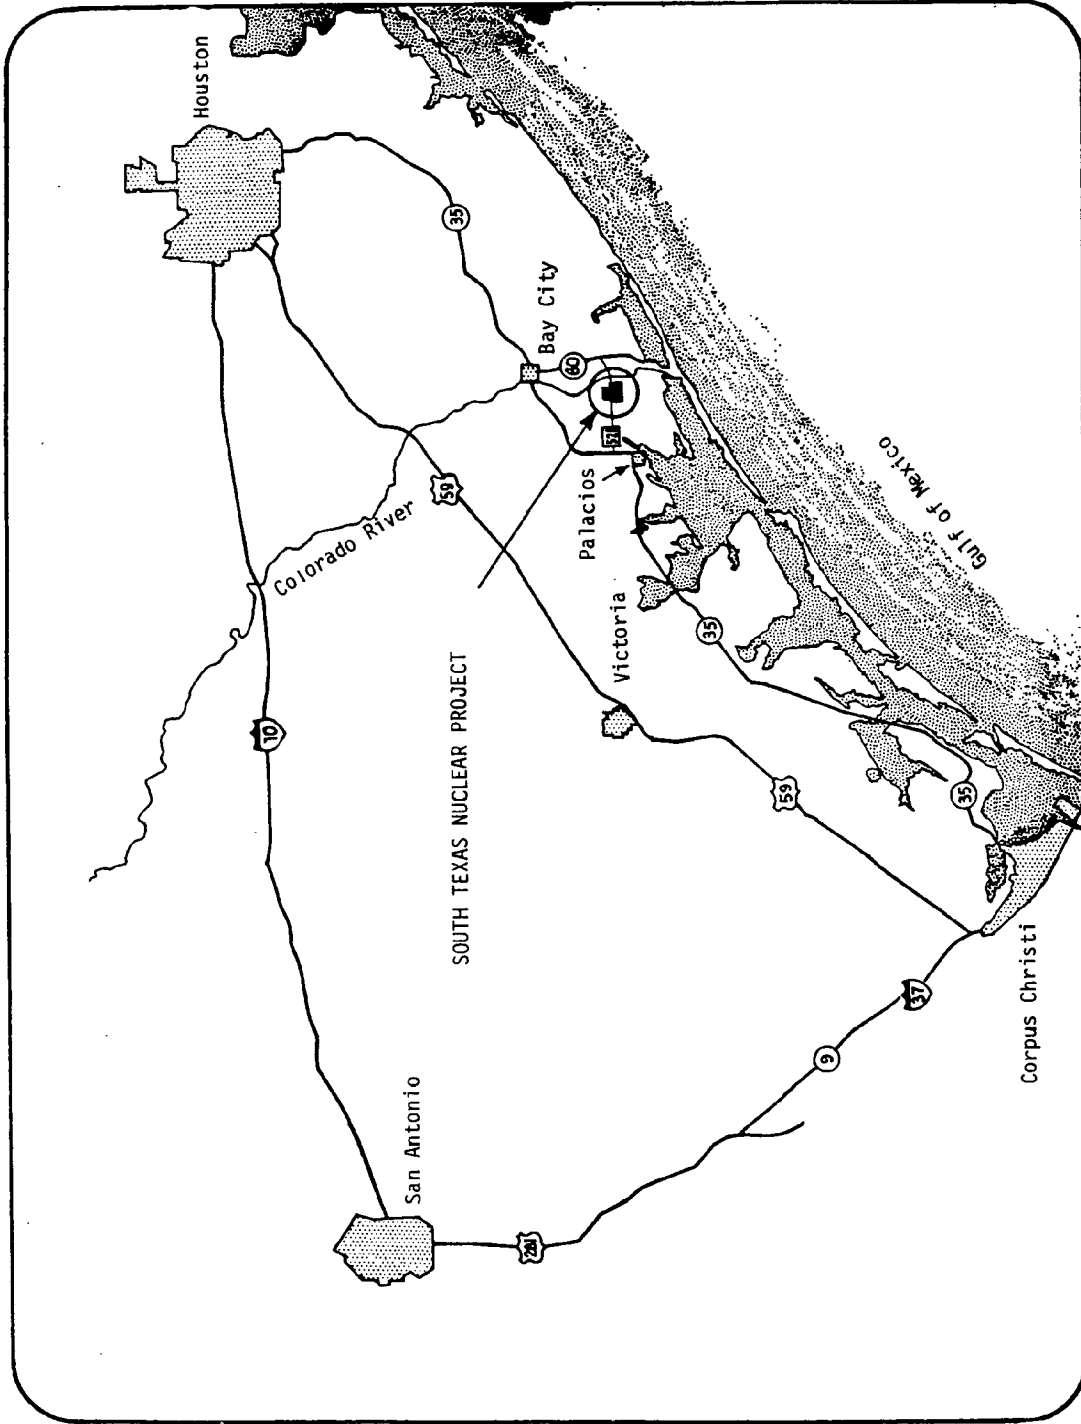 Houston
10
Colorado River
San Antonio
59
35
SOUTH TEXAS NUCLEAR PROJECT
281
Bay City
60
Palacios
521
Victoria
35
59
9
37
Gulf of Mexico
35
Corpus Christi